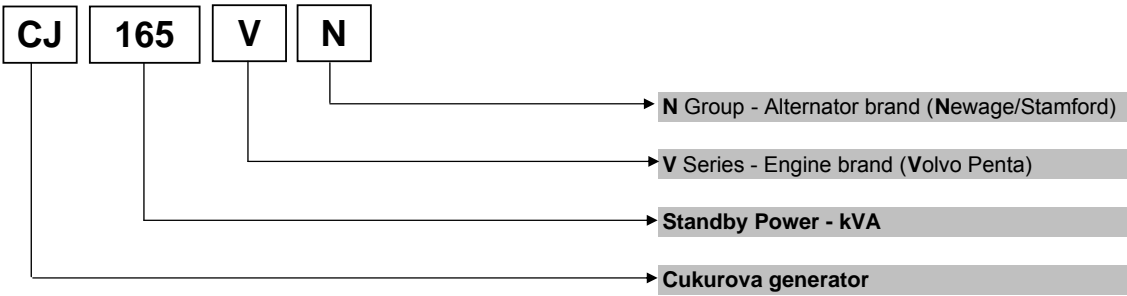 CJ 165 V N
N Group - Alternator brand (Newage/Stamford)
V Series - Engine brand (Volvo Penta)
Standby Power - kVA
Cukurova generator